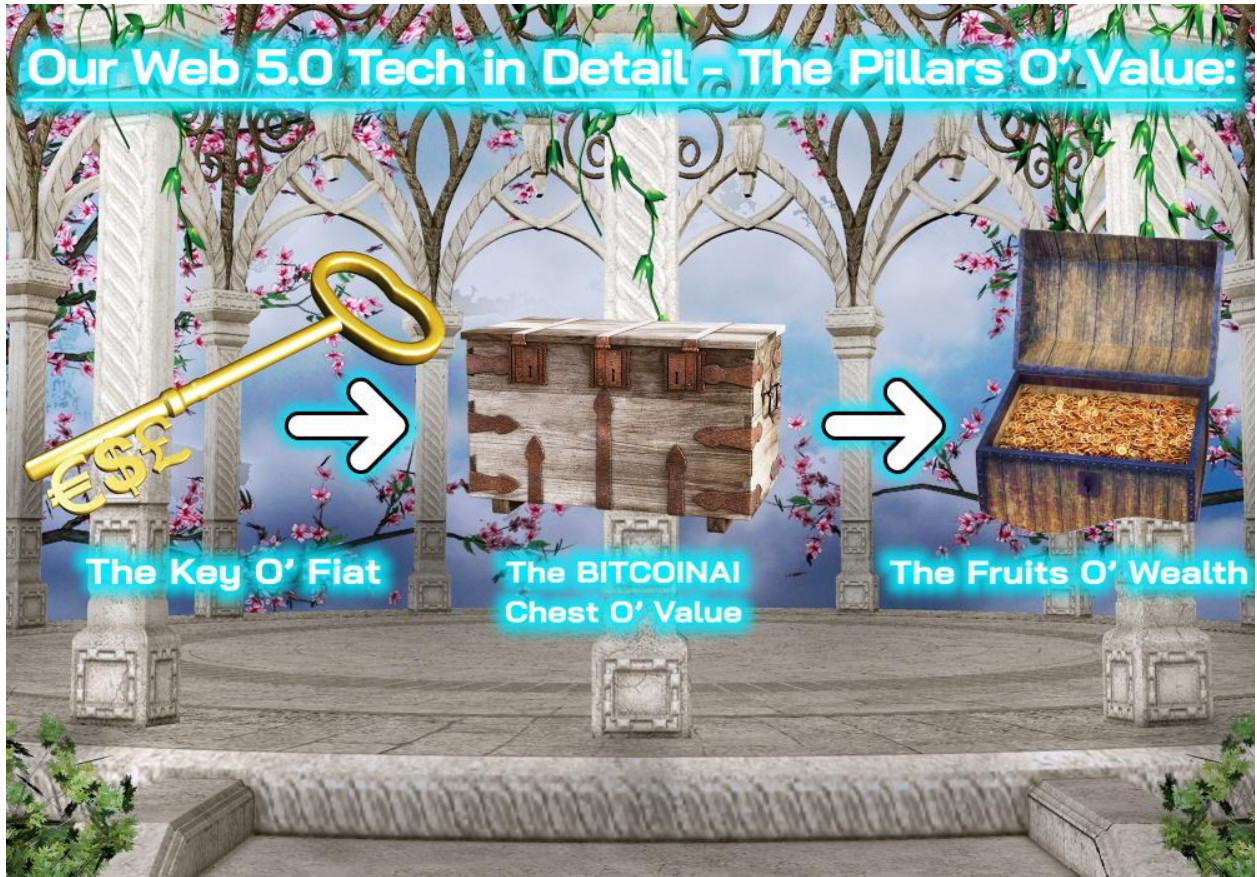 Our Web 5.0 Tech in Detail - The Pillars O' Value:
€$£
The Key O' Fiat
The BITCOINAI
Chest O' Value
The Fruits O' Wealth